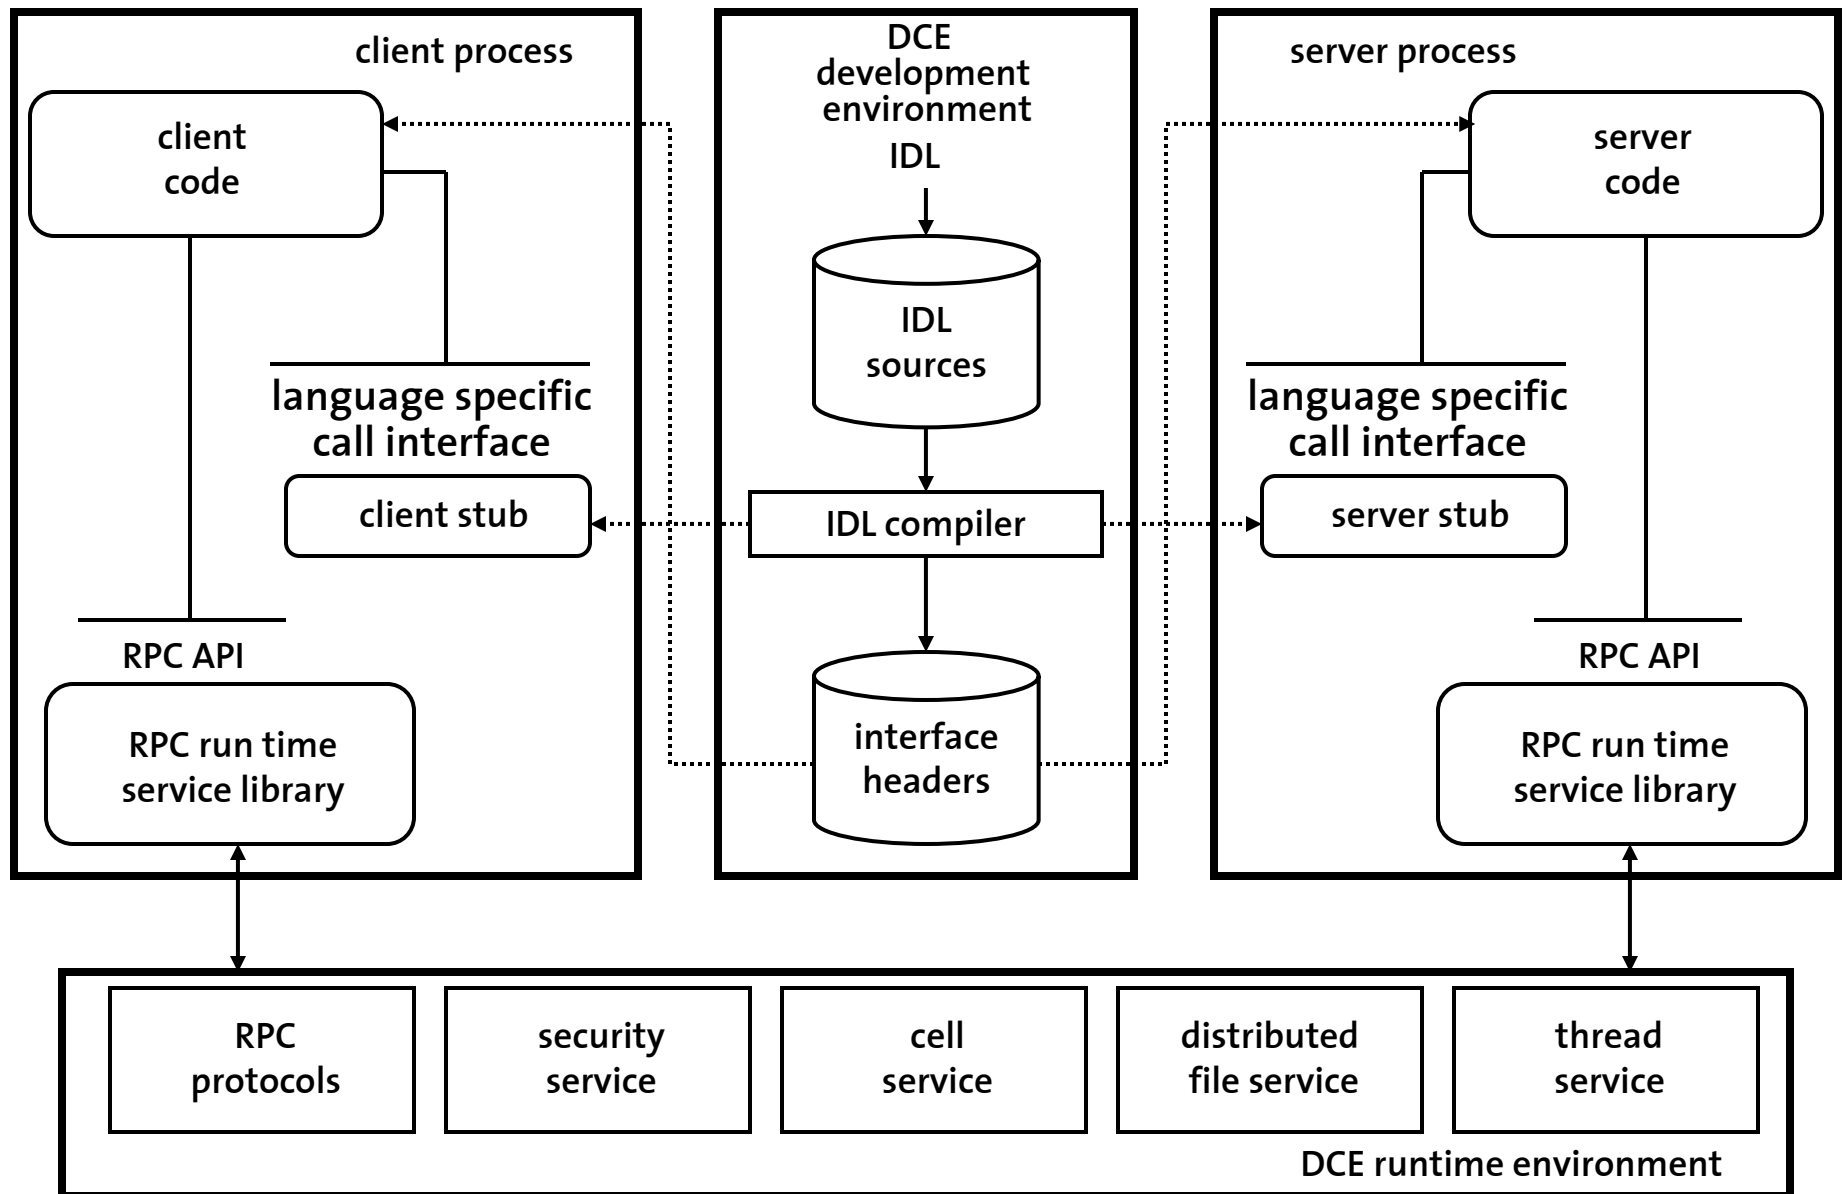 client process
client
code
language specific
call interface
client stub
RPC API
RPC run time
service library
DCE
development
environment
IDL
IDL
sources
IDL compiler
interface
headers
server process
server
code
language specific
call interface
server stub
RPC API
RPC run time
service library
RPC
protocols
security
service
cell
service
distributed
file service
thread
service
DCE runtime environment